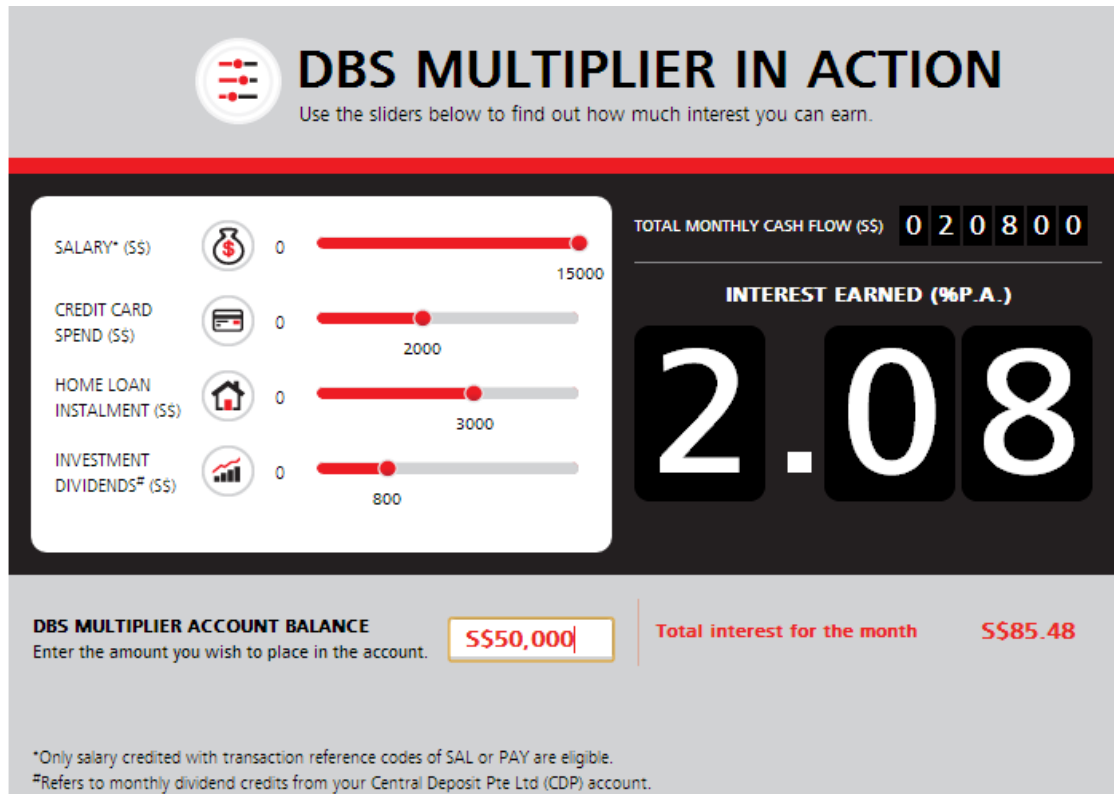 DBS MULTIPLIER IN ACTION
Use the sliders below to find out how much interest you can earn.
SALARY* (S$) 0
15000
CREDIT CARD
SPEND (S$) 0
2000
HOME LOAN
INSTALMENT (S$) 0
3000
INVESTMENT
DIVIDENDS# (S$) 0
800
TOTAL MONTHLY CASH FLOW (S$) 020800
INTEREST EARNED (%P.A.)
2.08
DBS MULTIPLIER ACCOUNT BALANCE
Enter the amount you wish to place in the account.
S$50,000
Total interest for the month S$85.48
*Only salary credited with transaction reference codes of SAL or PAY are eligible.
#Refers to monthly dividend credits from your Central Deposit Pte Ltd (CDP) account.